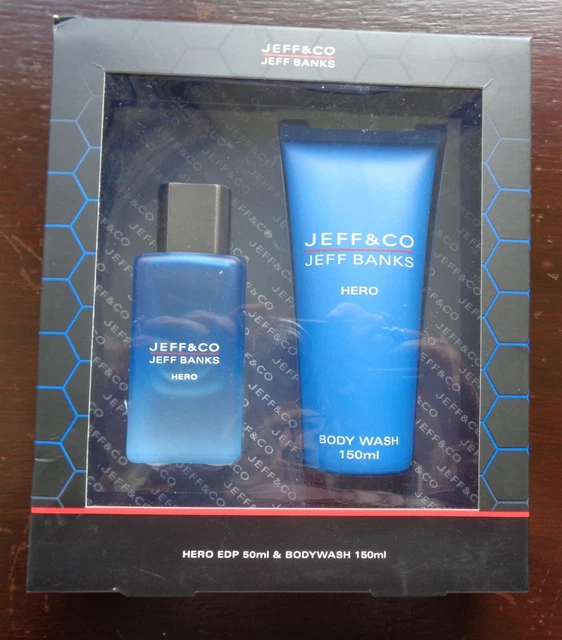 JEFF&CO
JEFF BANKS
JEFF&CO
JEFF BANKS
HERO
JEFF&CO
JEFF BANKS
HERO
BODY WASH
150ml
HERO EDP 50ml & BODYWASH 150ml